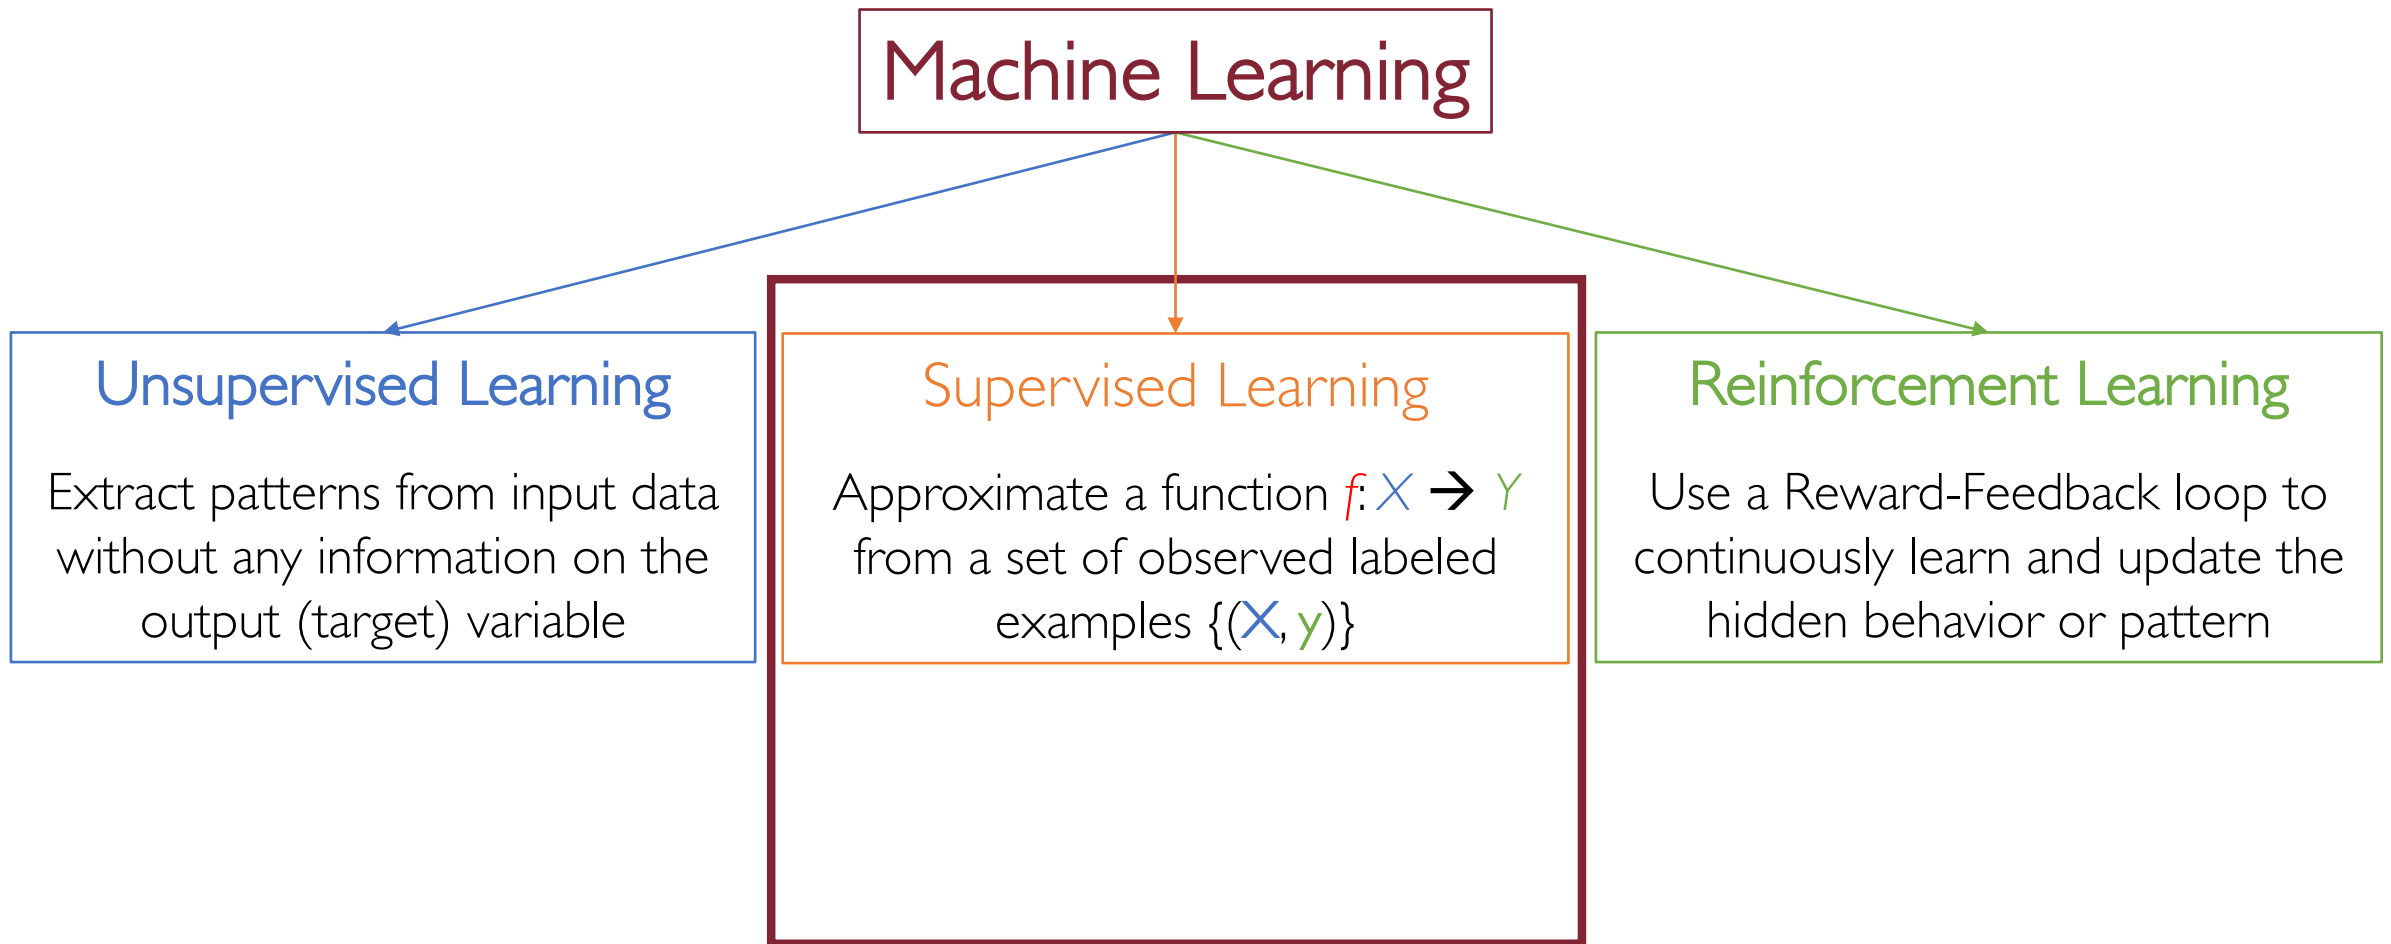 Machine Learning
Unsupervised Learning
Extract patterns from input data
without any information on the
output (target) variable
Supervised Learning
Approximate a function f: X → Y
from a set of observed labeled
examples {(X, y)}
Reinforcement Learning
Use a Reward-Feedback loop to
continuously learn and update the
hidden behavior or pattern